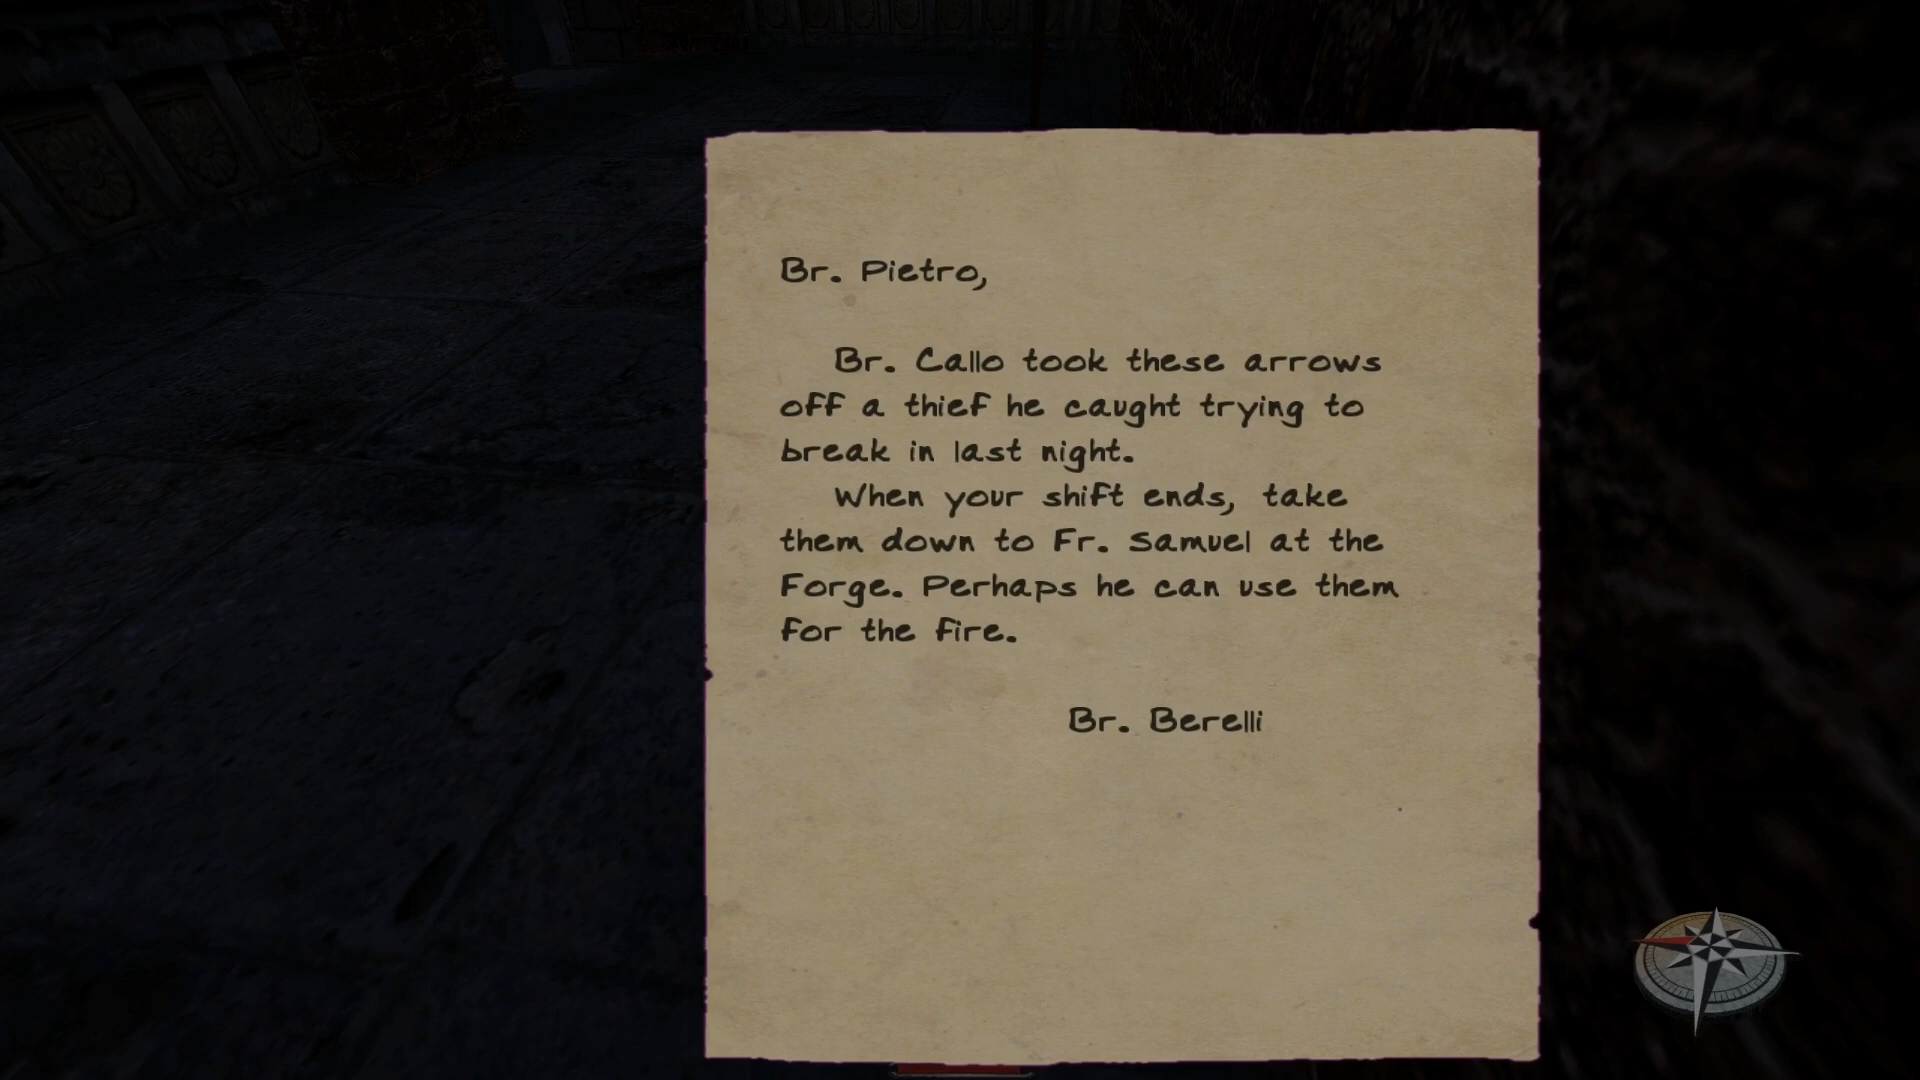 Br. Pietro,
Br. Callo took these arrows
off a thief he caught trying to
break in last night.
When your shift ends, take
them down to Fr. Samuel at the
Forge. Perhaps he can use them
for the fire.
Br. Berelli